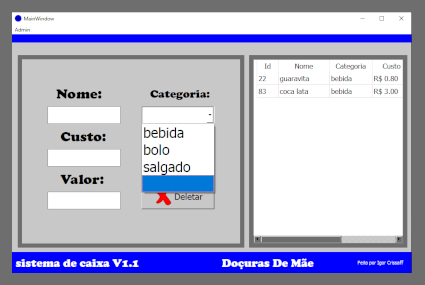 MainWindow
Admin
Nome:
Categoria:
Custo:
Valor:
bebida
bolo
salgado
Deletar
Id Nome Categoria Custo
22 guaravita bebida R$ 0.80
83 coca lata bebida R$ 3.00
sistema de caixa V1.1
Doçuras De Mãe
Feito por Igor